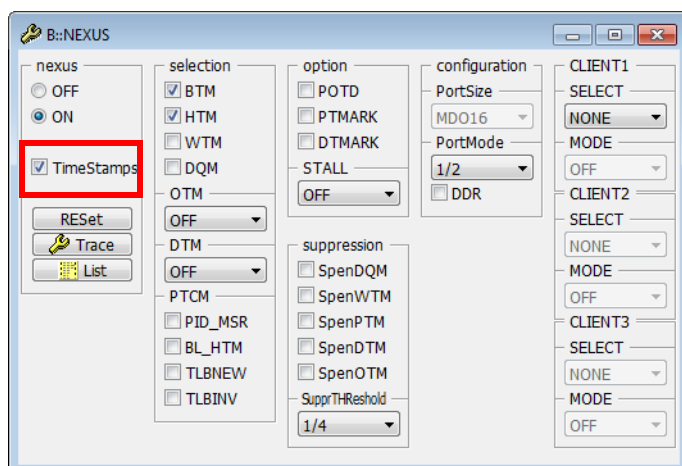 B::NEXUS
nexus
OFF
ON
TimeStamps
RESet
Trace
List
selection
BTM
HTM
WTM
DQM
OTM
OFF
DTM
OFF
PTCM
PID_MSR
BL_HTM
TLBNEW
TLBINV
option
POTD
PTMARK
DTMARK
STALL
OFF
suppression
SpenDQM
SpenWTM
SpenPTM
SpenDTM
SpenOTM
SupprTHReshold
1/4
configuration
PortSize
MDO16
PortMode
1/2
DDR
CLIENT1
SELECT
NONE
MODE
OFF
CLIENT2
SELECT
NONE
MODE
OFF
CLIENT3
SELECT
NONE
MODE
OFF